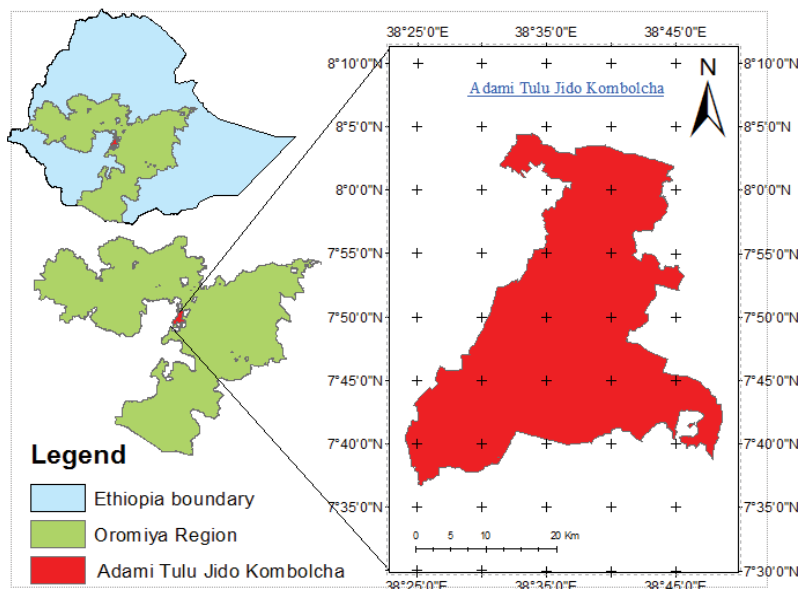 38°25'0"E 38°35'0"E 38°45'0"E
8°10'0"N 8°10'0"N
N
Adami Tulu Jido Kombolcha
8°5'0"N 8°5'0"N
8°0'0"N 8°0'0"N
7°55'0"N 7°55'0"N
7°50'0"N 7°50'0"N
7°45'0"N 7°45'0"N
7°40'0"N 7°40'0"N
7°35'0"N 7°35'0"N
7°30'0"N 7°30'0"N
0 5 10 20 Km
38°25'0"E 38°35'0"E 38°45'0"E
Legend
Ethiopia boundary
Oromiya Region
Adami Tulu Jido Kombolcha